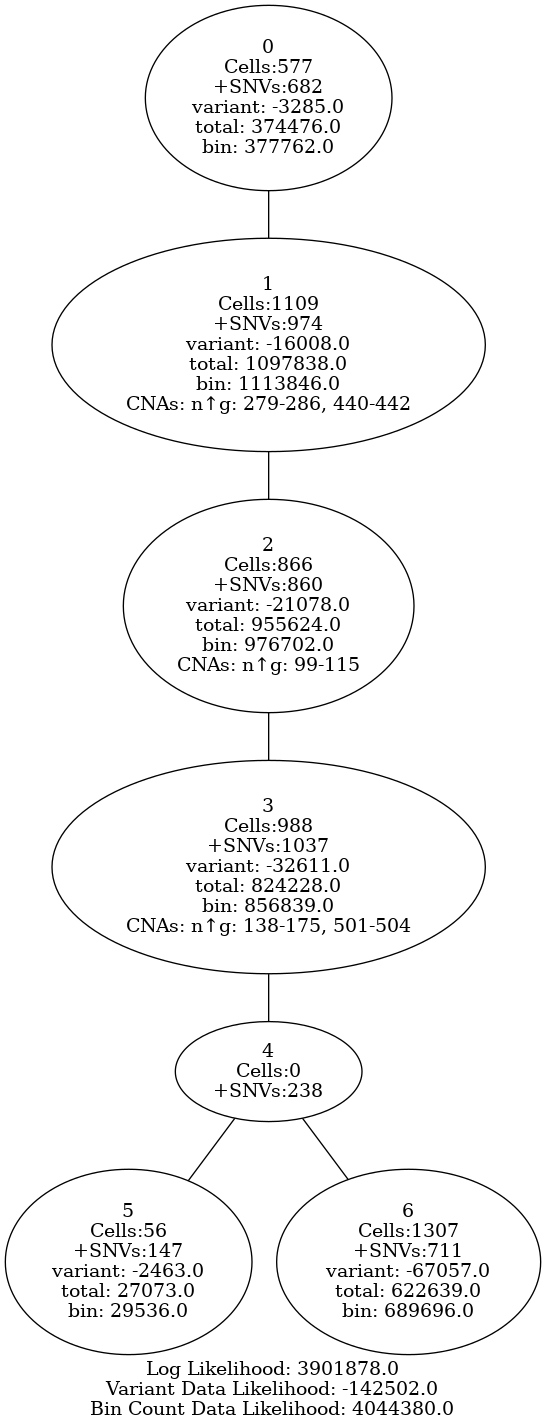 0
Cells:577
+SNVs:682
variant: -3285.0
total: 374476.0
bin: 377762.0
1
Cells:1109
+SNVs:974
variant: -16008.0
total: 1097838.0
bin: 1113846.0
CNAs: n↑g: 279-286, 440-442
2
Cells:866
+SNVs:860
variant: -21078.0
total: 955624.0
bin: 976702.0
CNAs: n↑g: 99-115
3
Cells:988
+SNVs:1037
variant: -32611.0
total: 824228.0
bin: 856839.0
CNAs: n↑g: 138-175, 501-504
4
Cells:0
+SNVs:238
5
Cells:56
+SNVs:147
variant: -2463.0
total: 27073.0
bin: 29536.0
6
Cells:1307
+SNVs:711
variant: -67057.0
total: 622639.0
bin: 689696.0
Log Likelihood: 3901878.0
Variant Data Likelihood: -142502.0
Bin Count Data Likelihood: 4044380.0